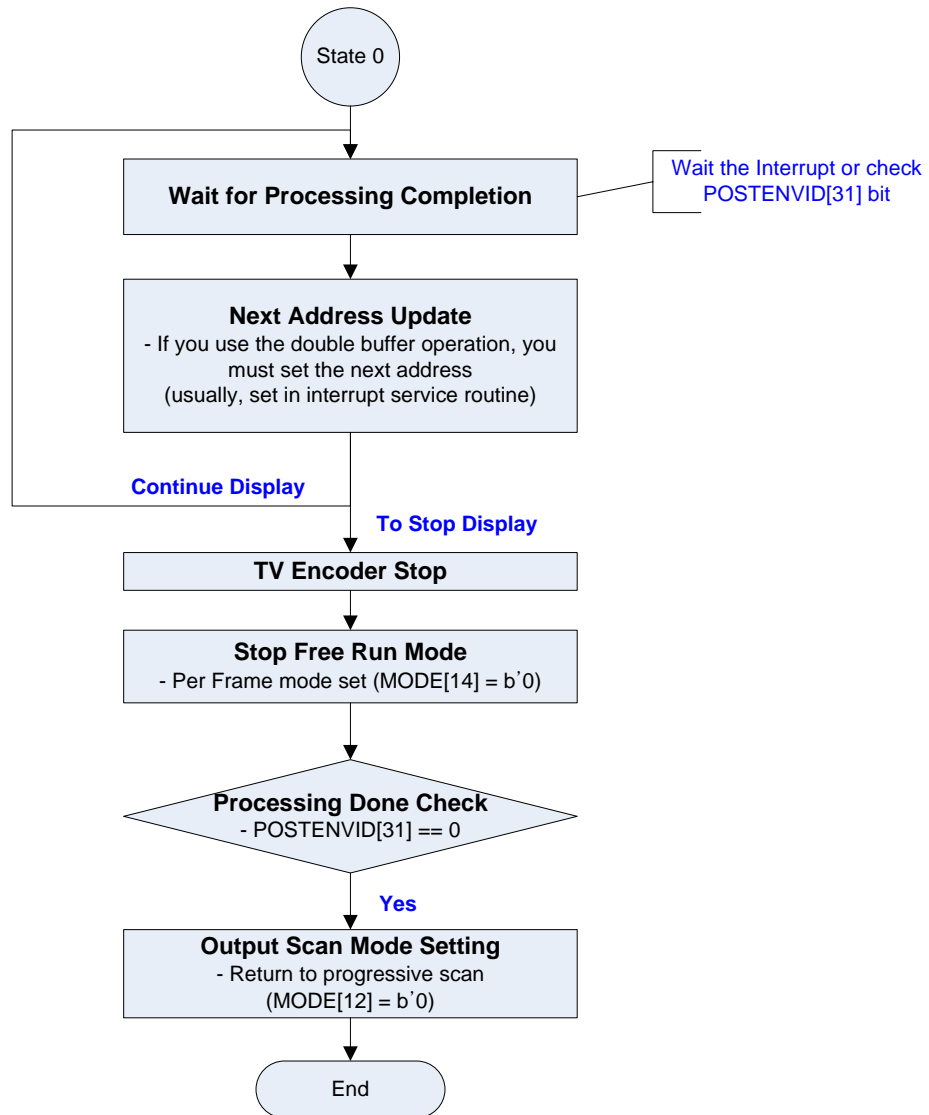 State 0
Wait for Processing Completion
Wait the Interrupt or check
POSTENVID[31] bit
Next Address Update
- If you use the double buffer operation, you
must set the next address
(usually, set in interrupt service routine)
Continue Display
To Stop Display
TV Encoder Stop
Stop Free Run Mode
- Per Frame mode set (MODE[14] = b’0)
Processing Done Check
- POSTENVID[31] == 0
Yes
Output Scan Mode Setting
- Return to progressive scan
(MODE[12] = b’0)
End